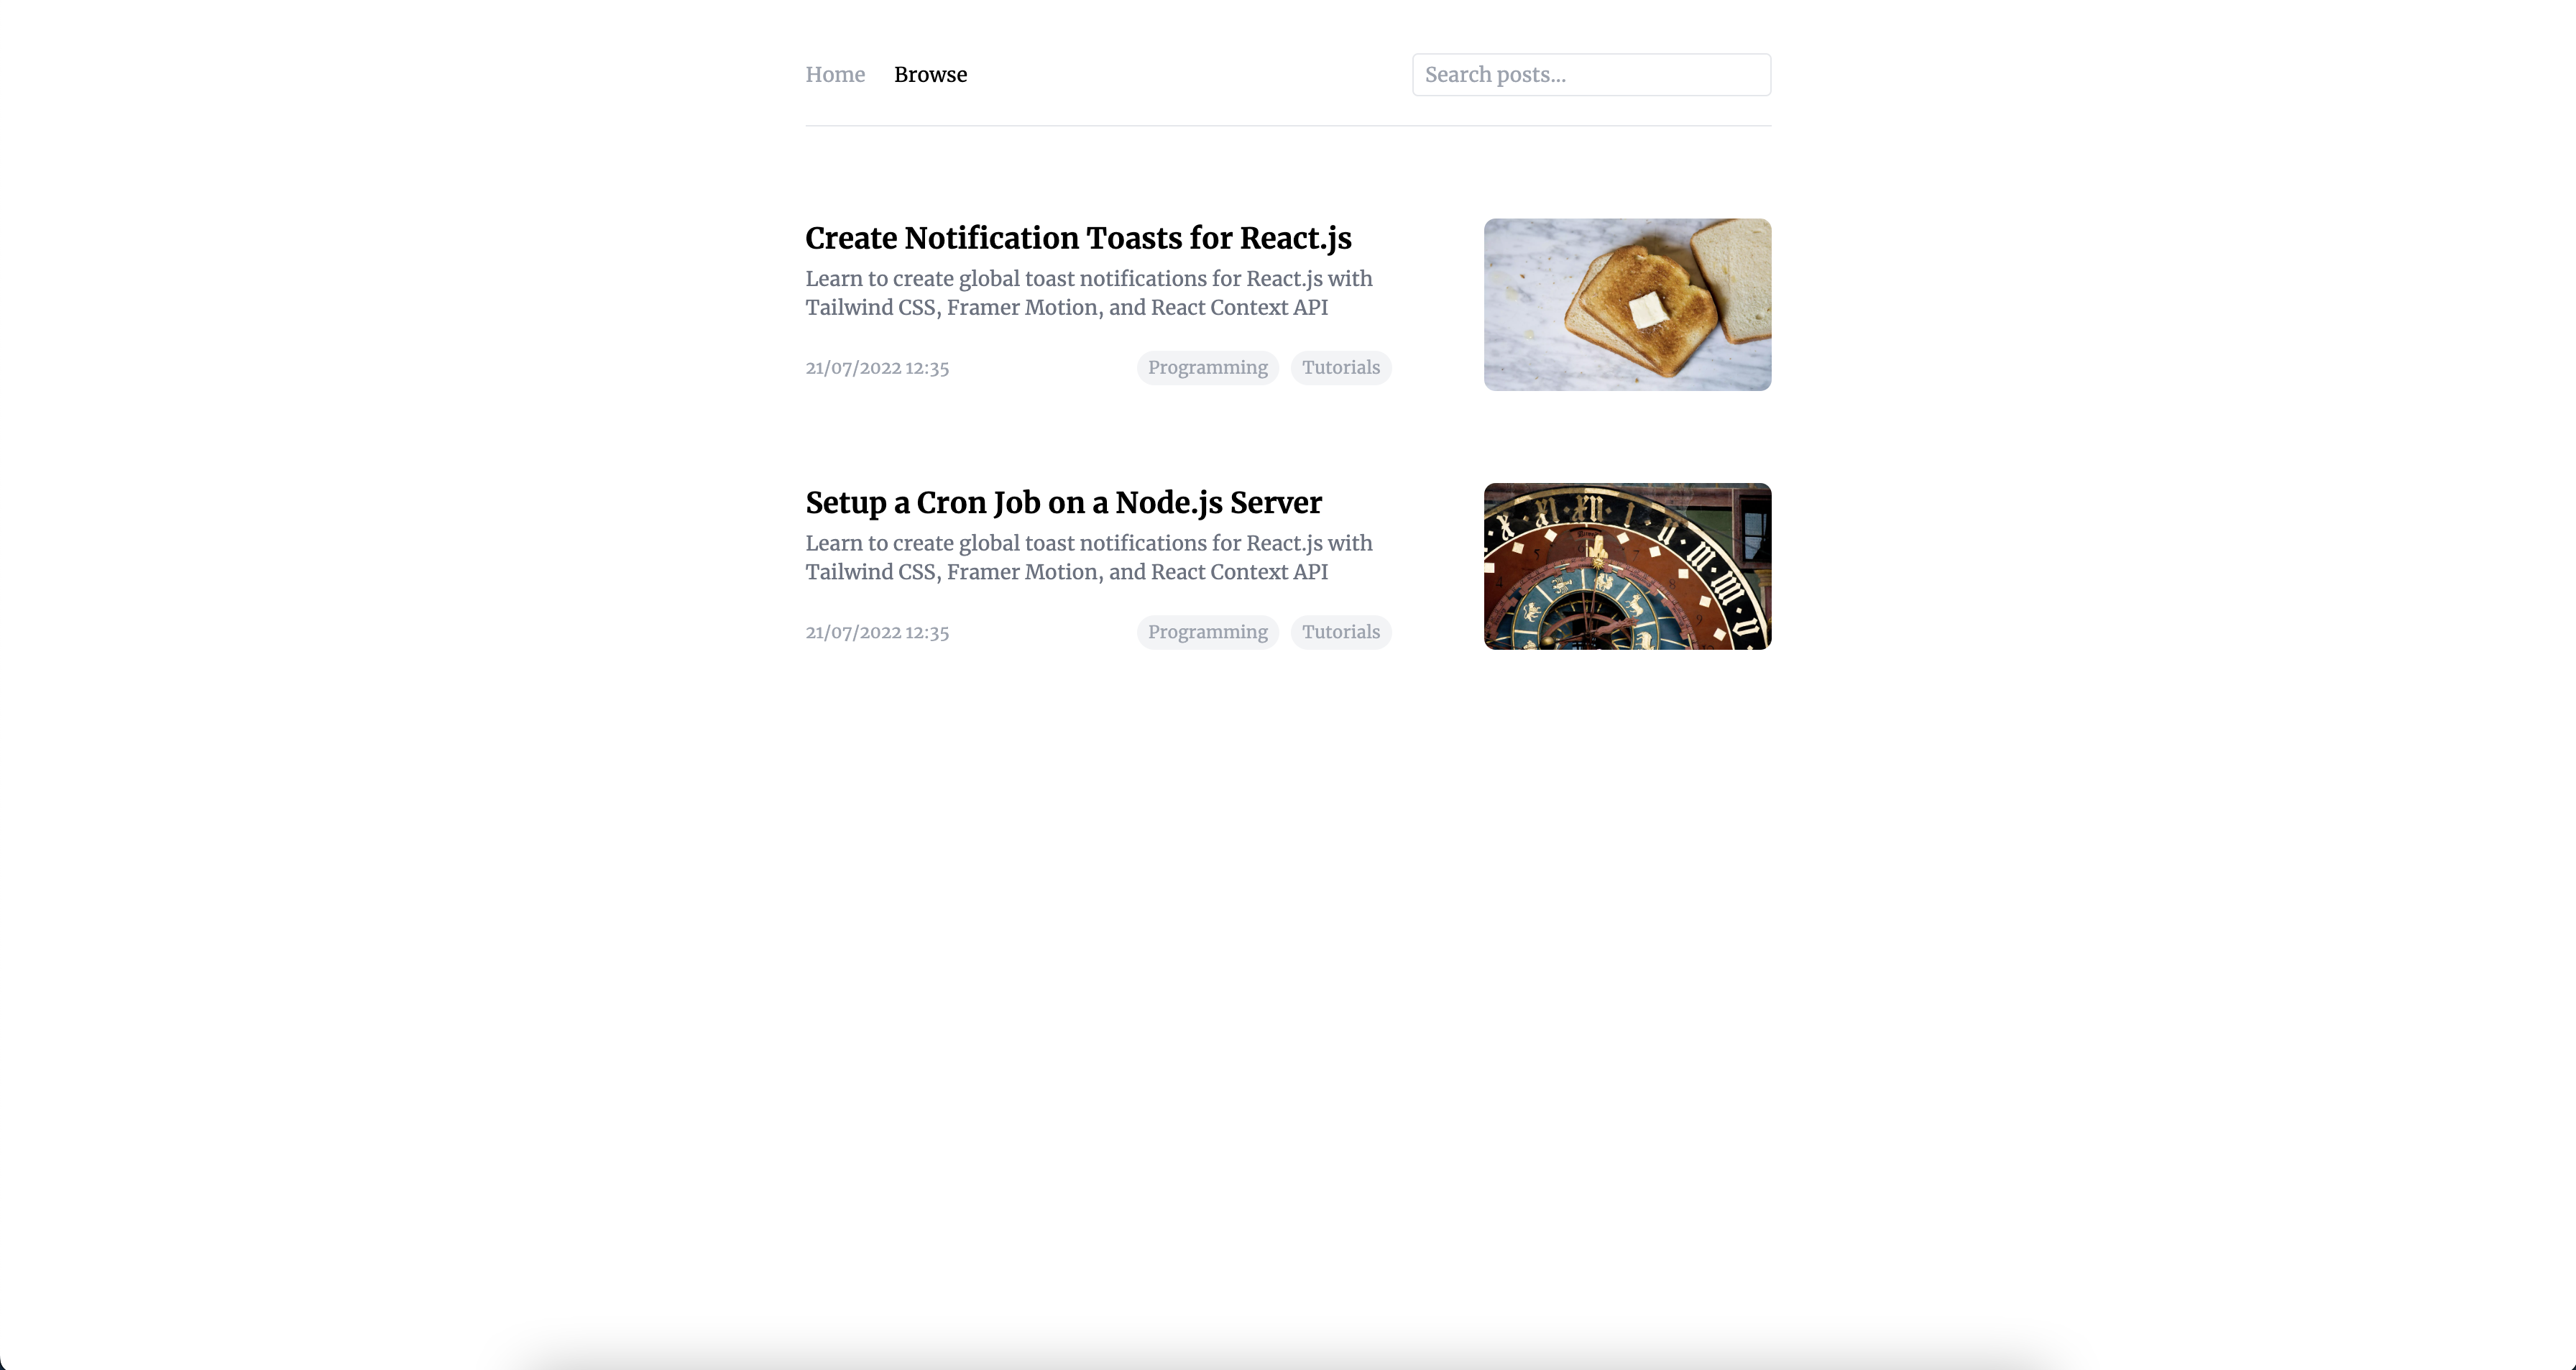 Home Browse Search posts...
Create Notification Toasts for React.js
Learn to create global toast notifications for React.js with
Tailwind CSS, Framer Motion, and React Context API
21/07/2022 12:35 Programming Tutorials
Setup a Cron Job on a Node.js Server
Learn to create global toast notifications for React.js with
Tailwind CSS, Framer Motion, and React Context API
21/07/2022 12:35 Programming Tutorials